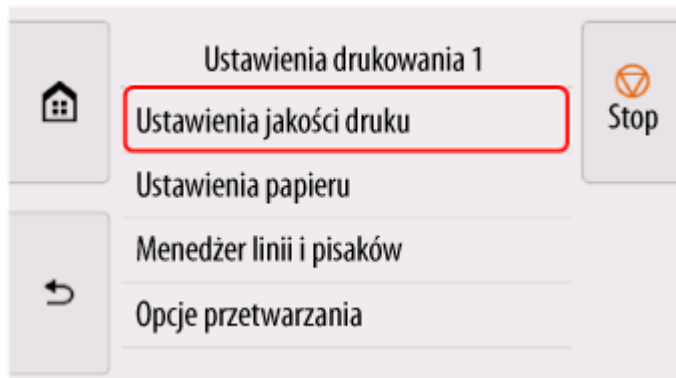 Ustawienia drukowania 1
Ustawienia jakości druku
Stop
Ustawienia papieru
Menedżer linii i pisaków
Opcje przetwarzania